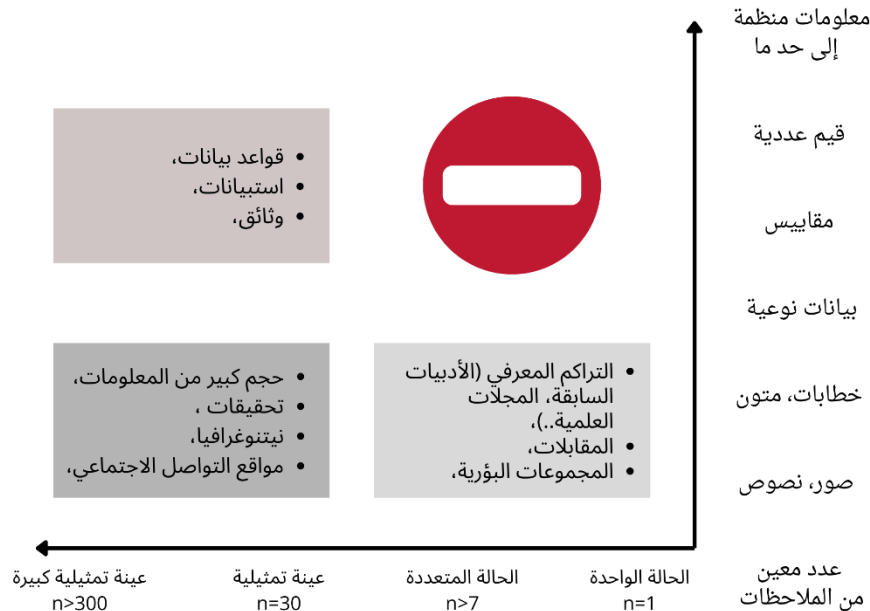 معلومات منظمة
إلى حد ما
قيم عددية
مقاييس
بيانات نوعية
خطابات، متون
صور، نصوص
عدد معين
من الملاحظات
• قواعد بيانات،
• استبيانات،
• وثائق،
• التراكم المعرفي (الأدبيات
السابقة، المجلات
العلمية..)،
• المقابلات،
• المجموعات البؤرية،
• حجم كبير من المعلومات،
• تحقيقات ،
• نيتنوغرافيا،
• مواقع التواصل الاجتماعي،
الحالة الواحدة
n=1
الحالة المتعددة
n>7
عينة تمثيلية
n=30
عينة تمثيلية كبيرة
n>300